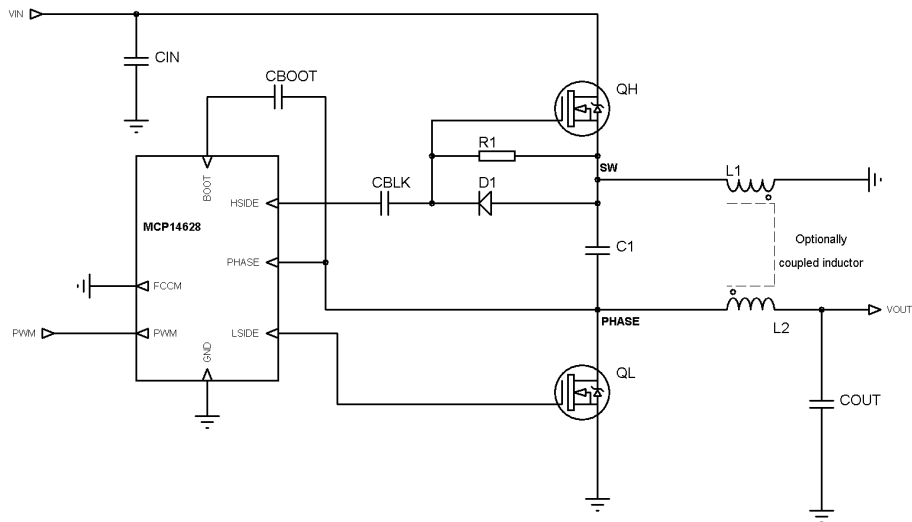 VIN
CIN
CBOOT
QH
R1
SW
L1
BOOT
CBLK
D1
HSIDE
MCP14628
C1
Optionally
coupled inductor
PHASE
FCCM
PHASE
L2
VOUT
PWM
PWM
LSIDE
GND
QL
COUT